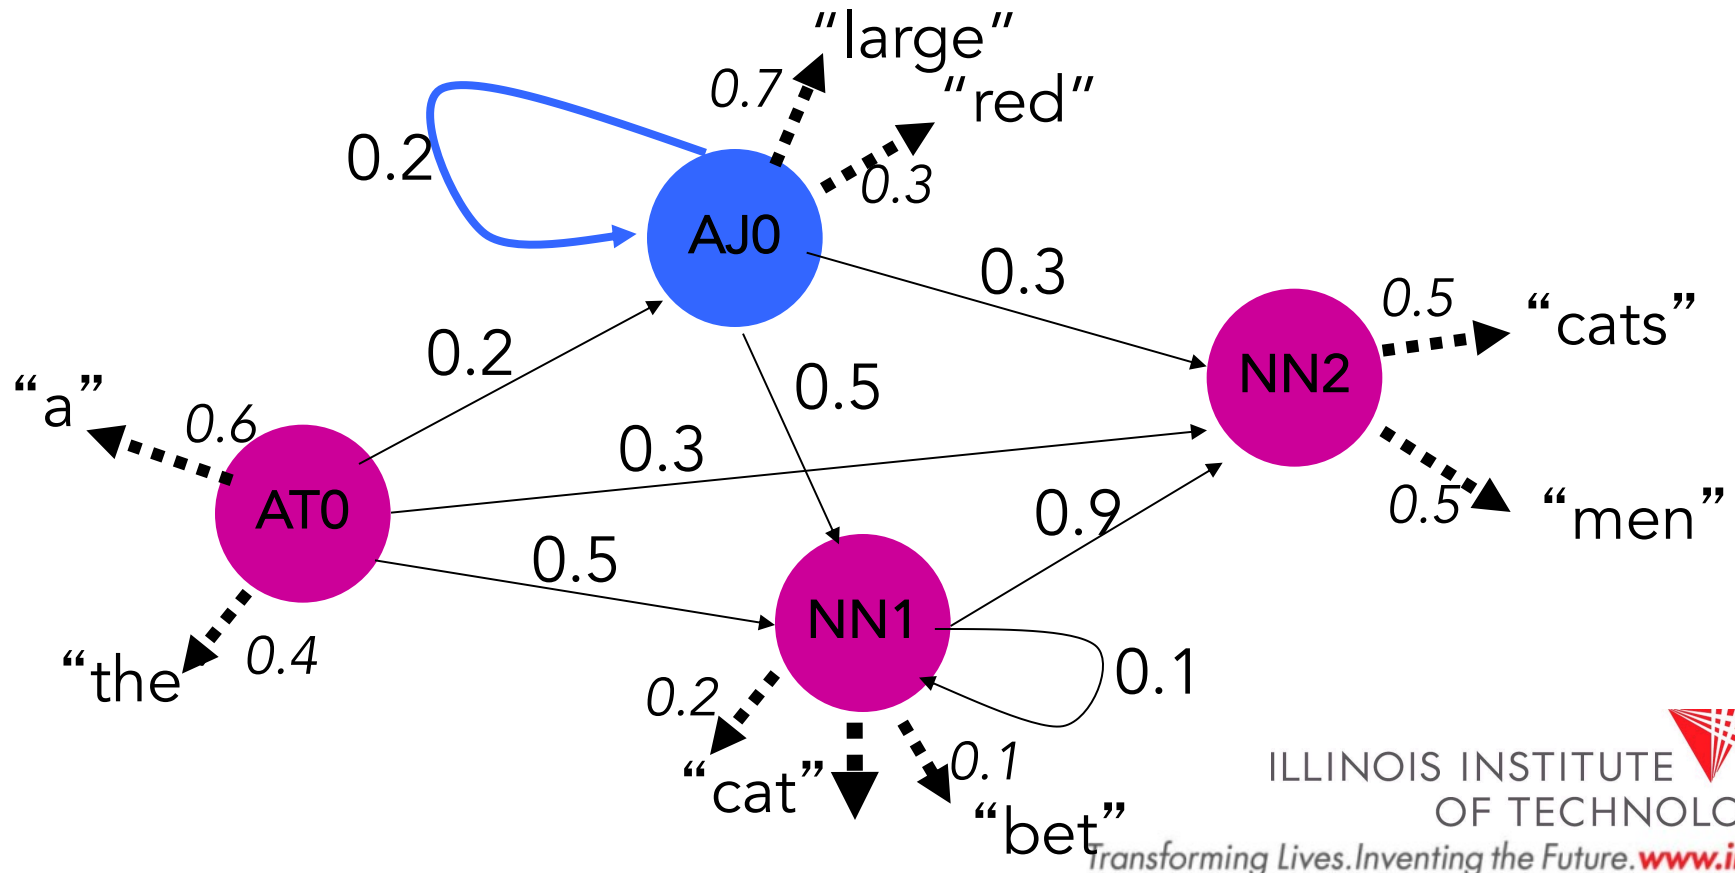 “large”
0.7
“red”
0.2
0.3
AJ0
0.3
0.5
“cats”
0.2
NN2
“a”
0.5
0.6
0.3
AT0
0.9
0.5
“men”
0.5
NN1
“the
0.4
0.1
0.2
“cat”
0.1
“bet”
ILLINOIS INSTITUTE
OF TECHNOLO
Transforming Lives.Inventing the Future.www.i